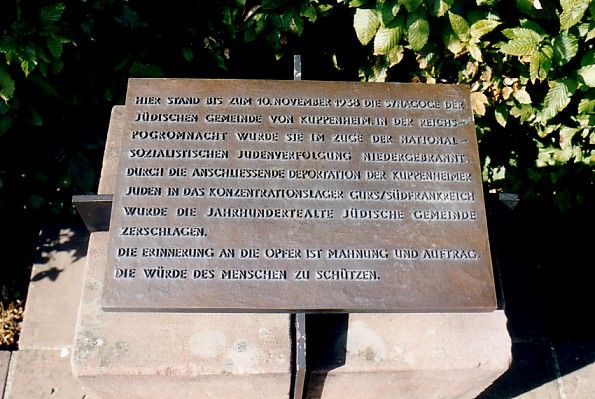 HIER STAND BIS ZUM 10. NOVEMBER 1938 DIE SYNAGOGE DER
JÜDISCHEN GEMEINDE VON KUPPENHEIM. IN DER REICHS-
POGROMNACHT WURDE SIE IM ZUGE DER NATIONAL-
SOZIALISTISCHEN JUDENVERFOLGUNG NIEDERGEBRANNT.
DURCH DIE ANSCHLIESSENDE DEPORTATION DER KUPPENHEIMER
JUDEN IN DAS KONZENTRATIONSLAGER GURS/SÜDFRANKREICH
WURDE DIE JAHRHUNDERTEALTE JÜDISCHE GEMEINDE
ZERSCHLAGEN.
DIE ERINNERUNG AN DIE OPFER IST MAHNUNG UND AUFTRAG,
DIE WÜRDE DES MENSCHEN ZU SCHÜTZEN.